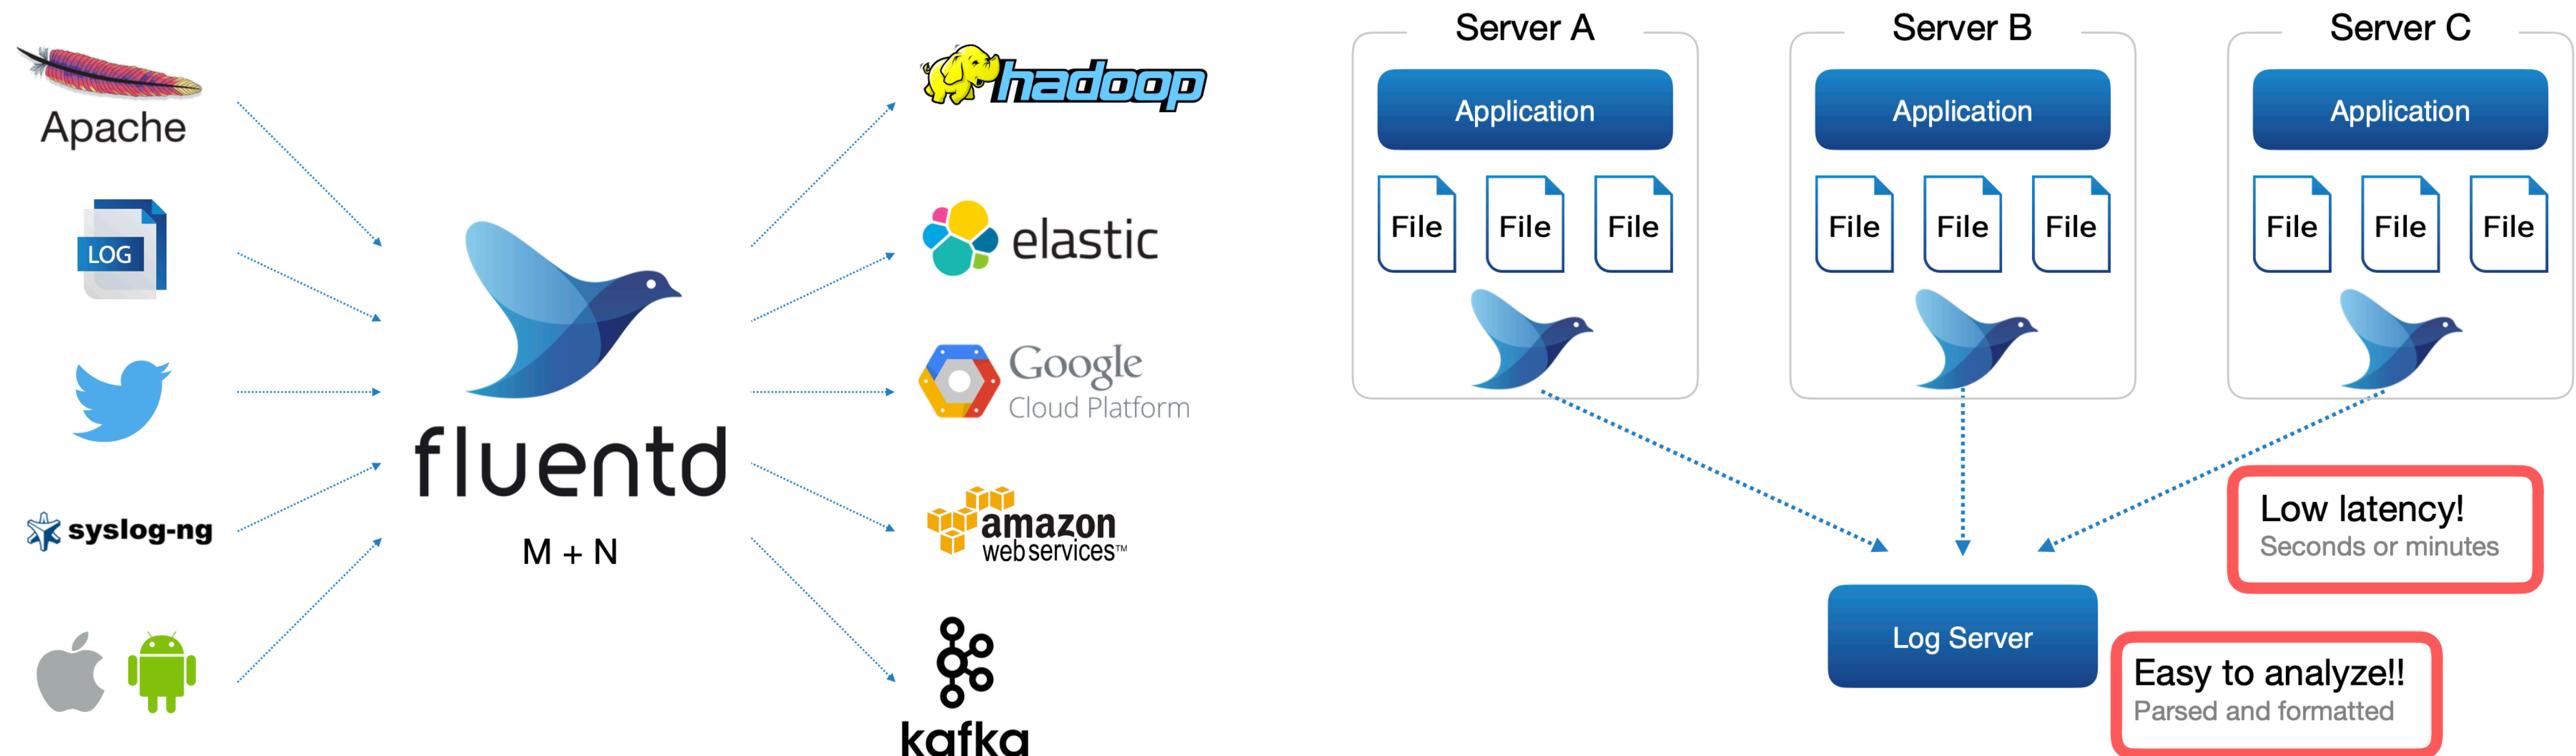 Apache
LOG
syslog-ng
fluentd
M + N
hadoop
elastic
Google
Cloud Platform
amazon
web services™
kafka
Server A
Application
File
File
File
Server B
Application
File
File
File
Server C
Application
File
File
File
Low latency!
Seconds or minutes
Log Server
Easy to analyze!!
Parsed and formatted